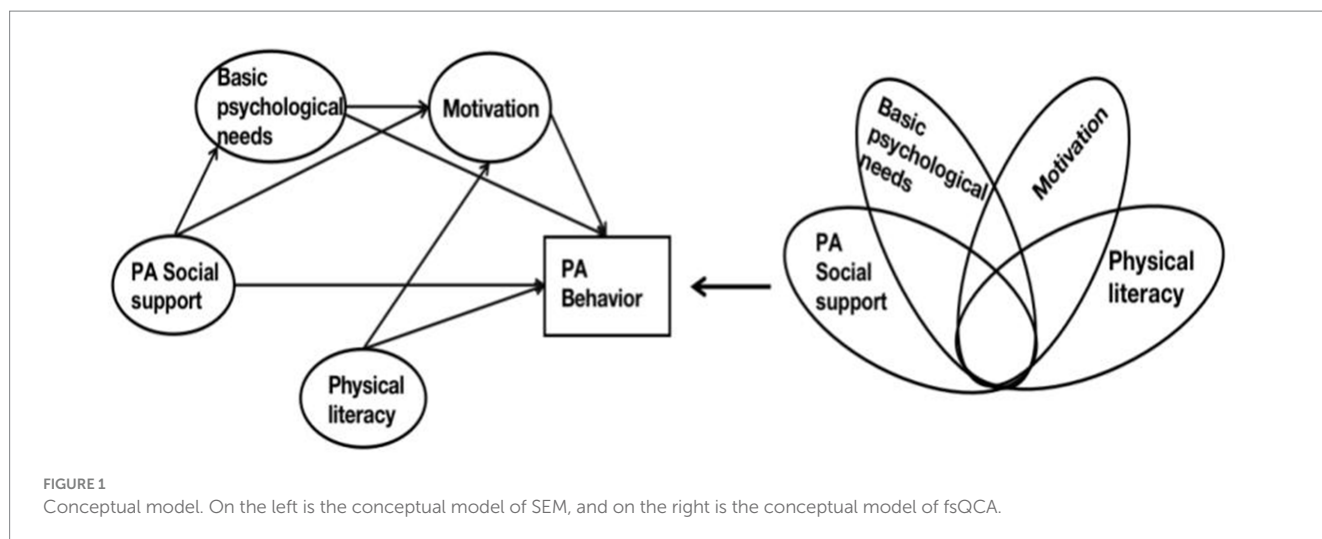 Basic
psychological
needs
Motivation
PA Social
support
PA
Behavior
Physical
literacy
Basic
psychological
needs
Motivation
PA
Social
support
Physical
literacy
FIGURE 1
Conceptual model. On the left is the conceptual model of SEM, and on the right is the conceptual model of fsQCA.